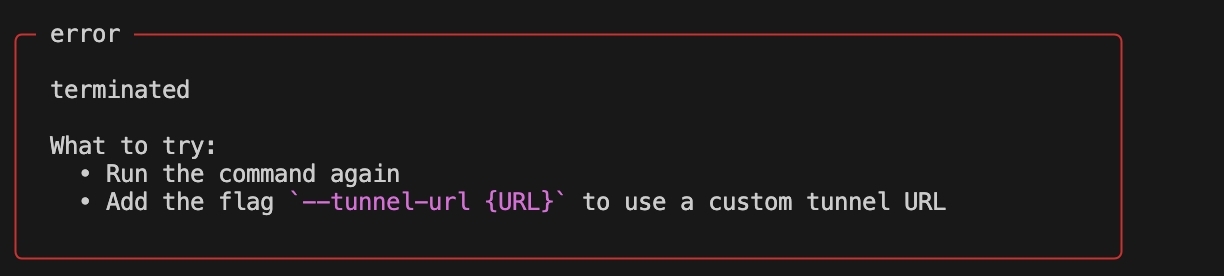 error
terminated
What to try:
• Run the command again
• Add the flag `--tunnel-url {URL}` to use a custom tunnel URL